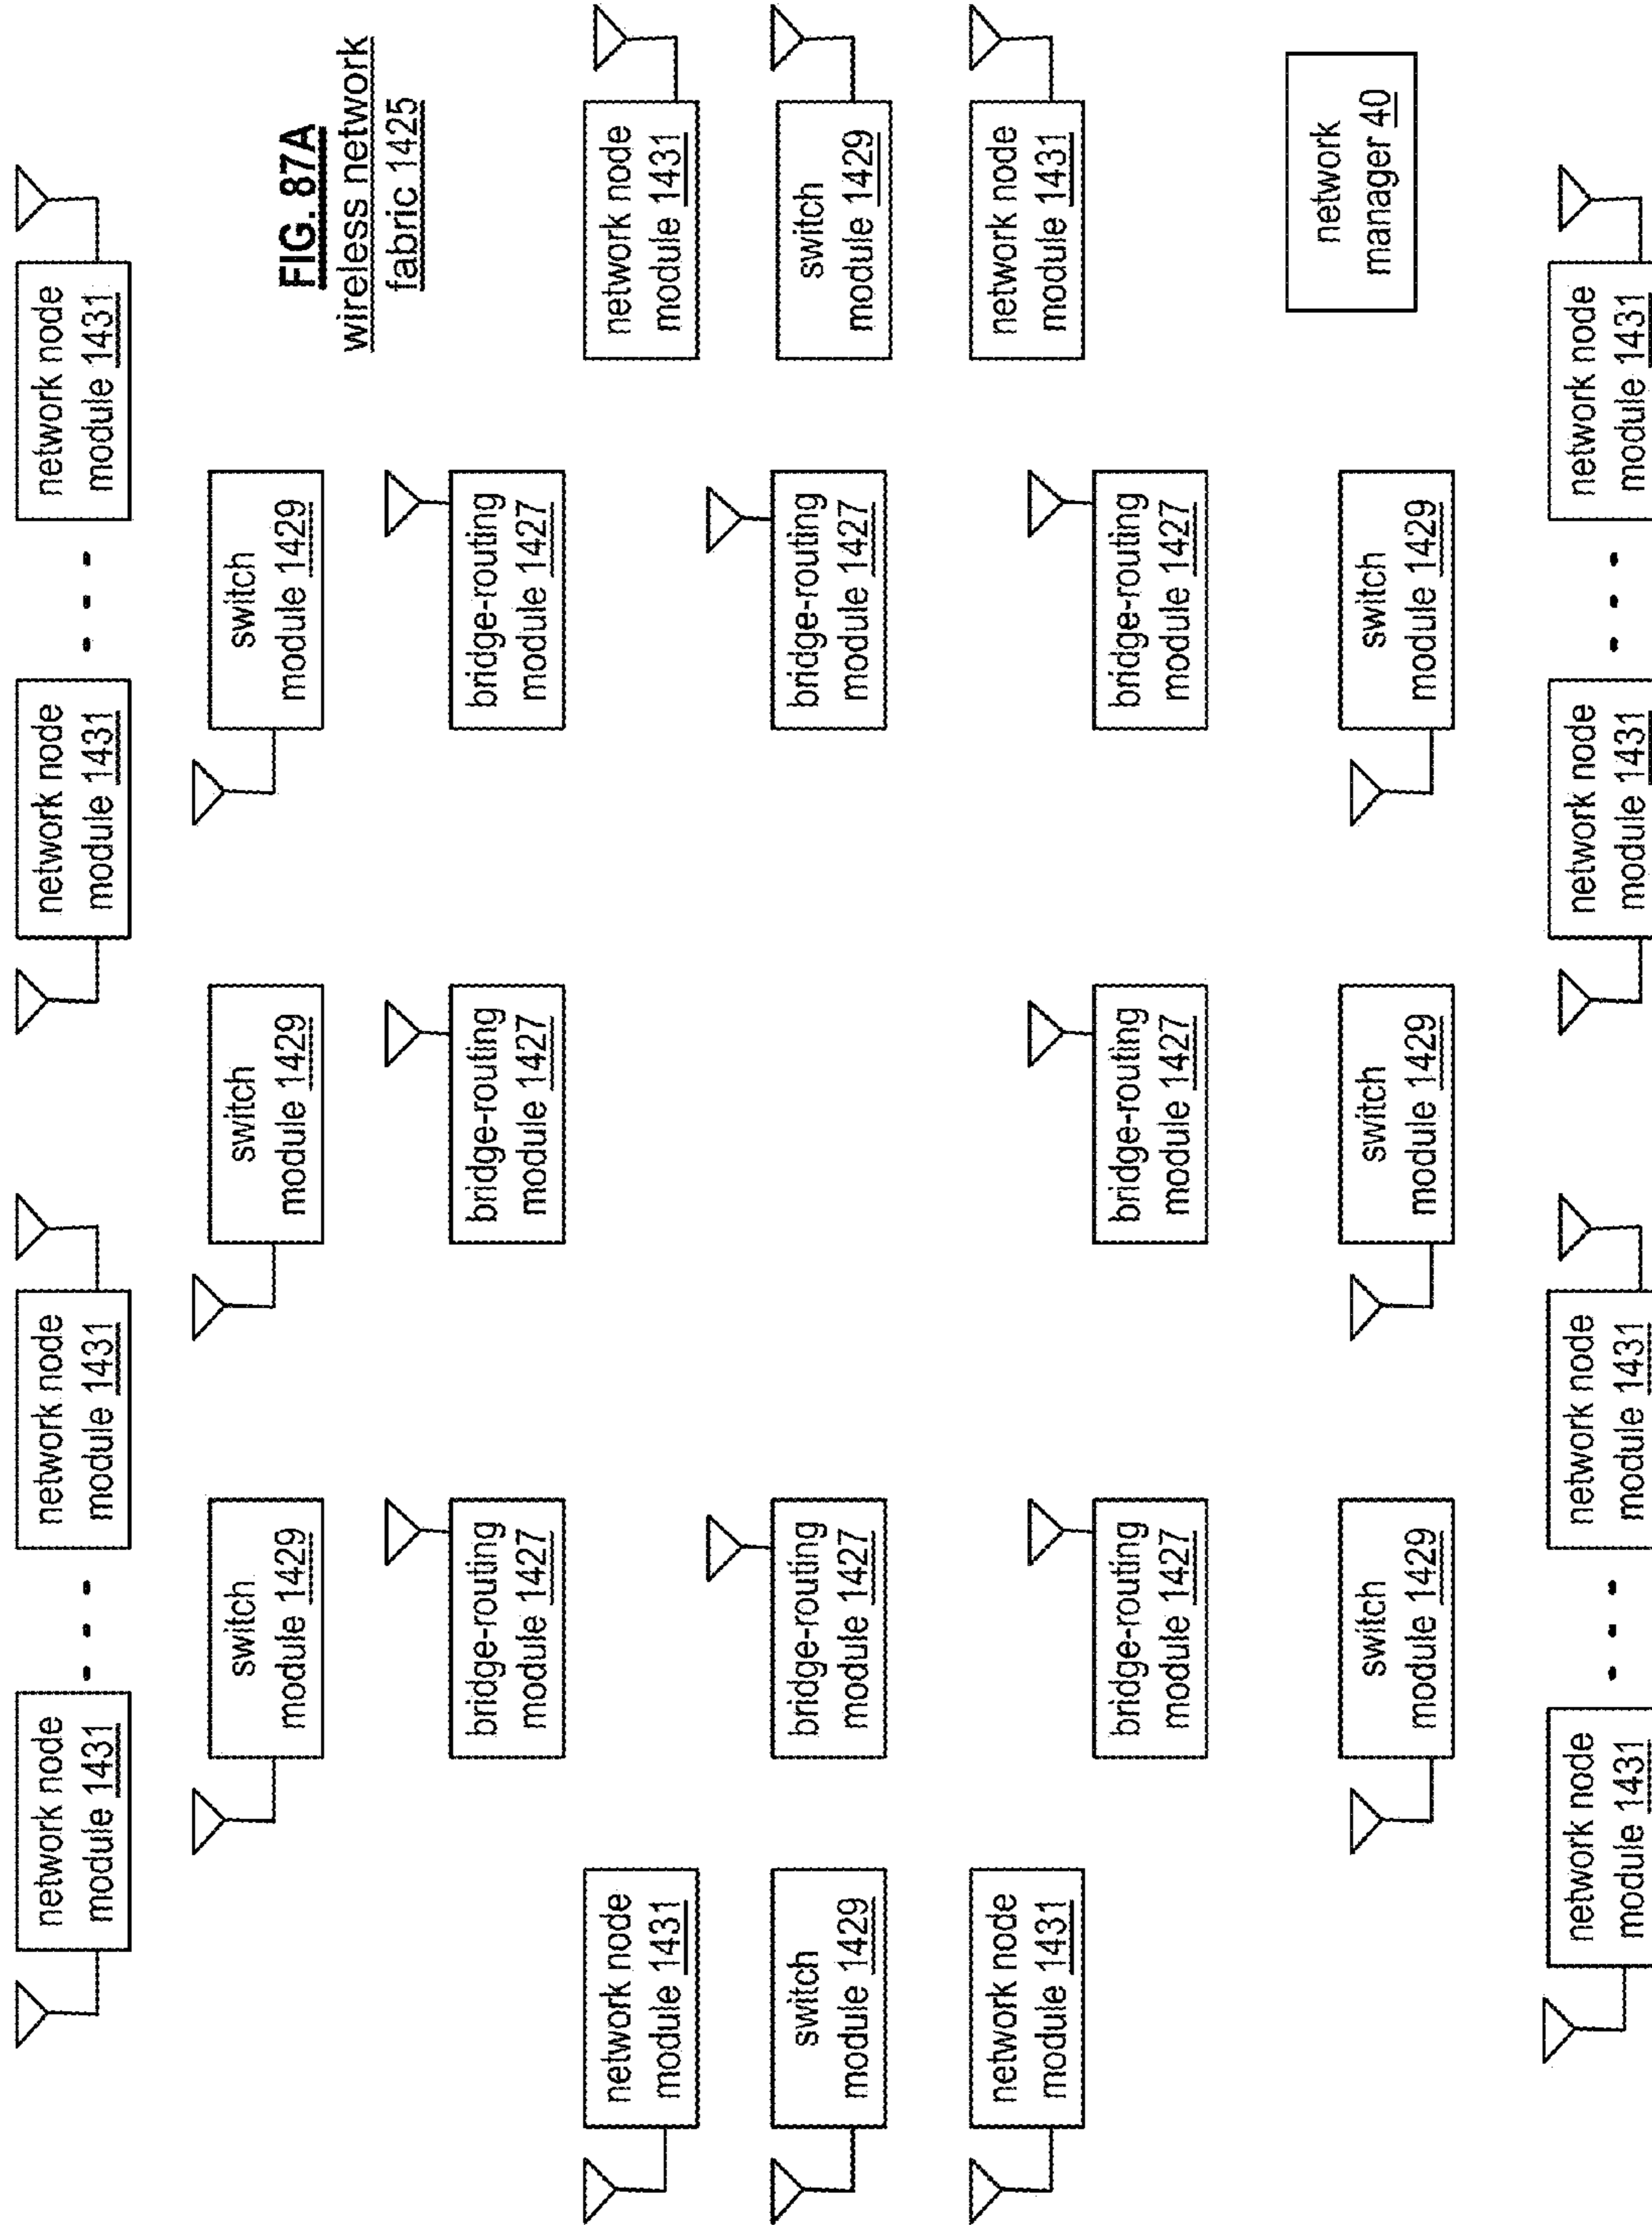 network node
module 1431
network node
module 1431
network node
module 1431
network node
module 1431
switch
module 1429
switch
module 1429
switch
module 1429
FIG. 87A
wireless network
fabric 1425
bridge-routing
module 1427
bridge-routing
module 1427
bridge-routing
module 1427
network node
module 1431
network node
module 1431
switch
module 1429
bridge-routing
module 1427
bridge-routing
module 1427
switch
module 1429
network node
module 1431
network node
module 1431
bridge-routing
module 1427
bridge-routing
module 1427
bridge-routing
module 1427
switch
module 1429
switch
module 1429
switch
module 1429
network
manager 40
network node
module 1431
network node
module 1431
network node
module 1431
network node
module 1431